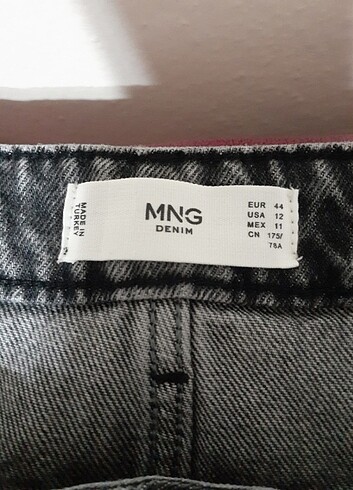 MADE IN
TURKEY
MNG
DENIM
EUR 44
USA 12
MEX 11
CN 175/
78A